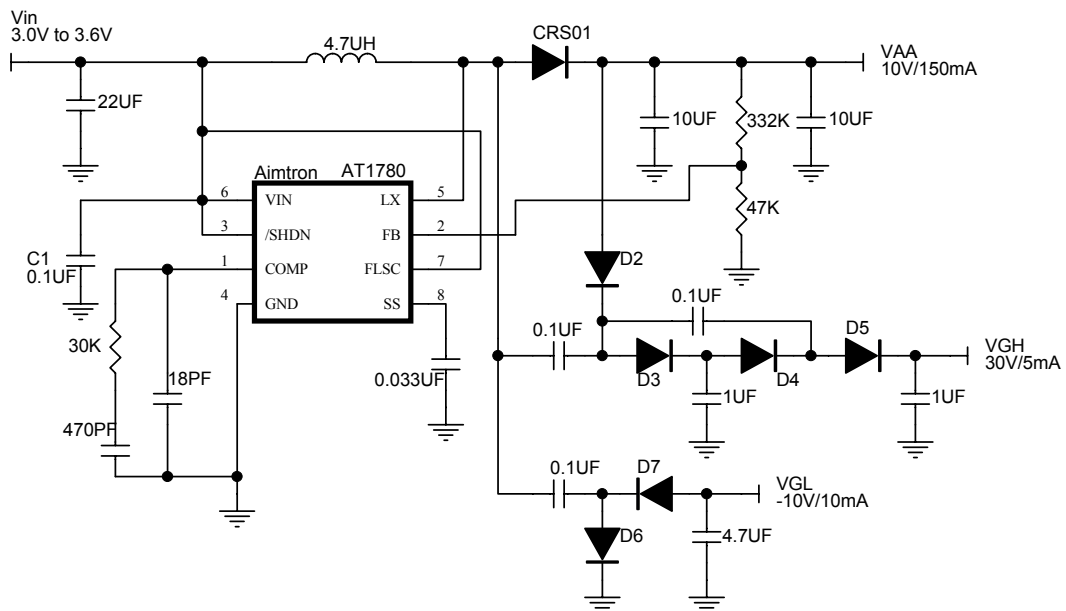 Vin
3.0V to 3.6V
4.7UH
CRS01
VAA
10V/150mA
22UF
10UF
332K
10UF
Aimtron AT1780
6 VIN LX 5
3 /SHDN FB 2
1 COMP FLSC 7
4 GND SS 8
47K
C1
0.1UF
D2
0.1UF
30K
18PF
0.033UF
0.1UF
D3
D4
D5
VGH
30V/5mA
1UF
1UF
470PF
0.1UF
D7
VGL
-10V/10mA
D6
4.7UF